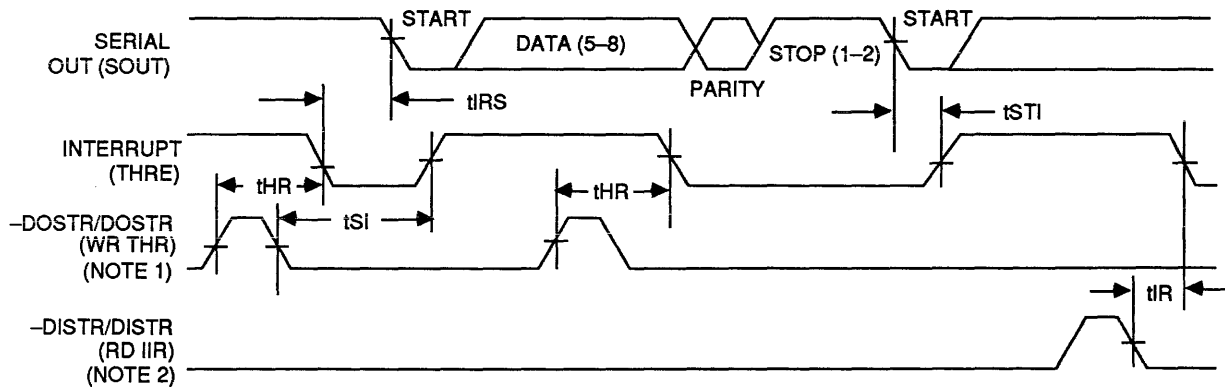 START
START
SERIAL
OUT (SOUT)
DATA (5–8)
STOP (1–2)
PARITY
tIRS
tSTI
INTERRUPT
(THRE)
tHR
tHR
tSI
–DOSTR/DOSTR
(WR THR)
(NOTE 1)
tIR
–DISTR/DISTR
(RD IIR)
(NOTE 2)